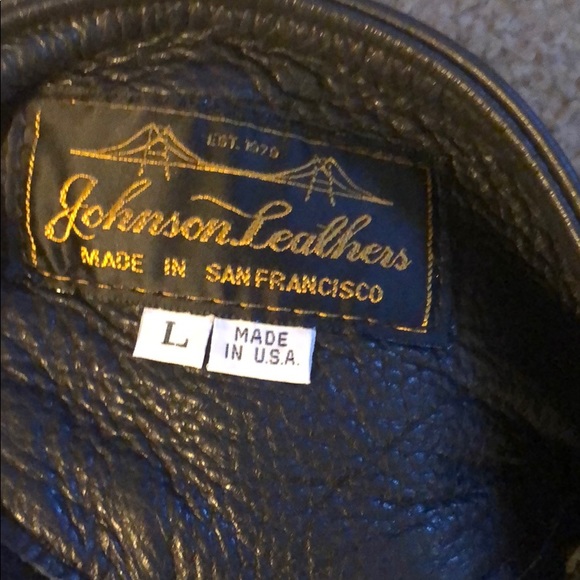 EST. 1979
Johnson Leathers
MADE IN SAN FRANCISCO
L
MADE
IN U.S.A.